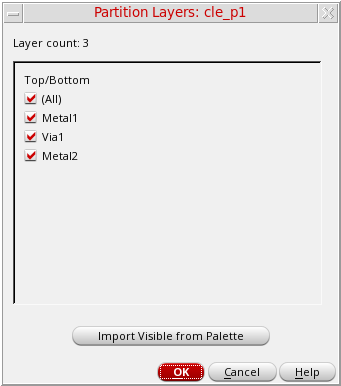 Partition Layers: cle_p1
Layer count: 3
Top/Bottom
(All)
Metal1
Via1
Metal2
Import Visible from Palette
OK Cancel Help